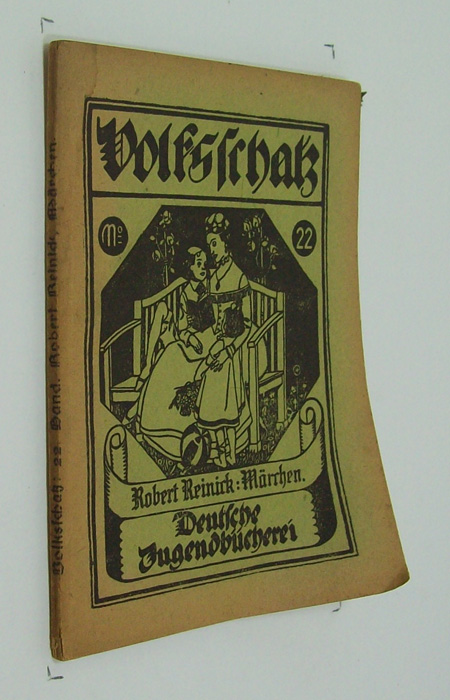 Volksschatz
No 22
Robert Reinick: Märchen.
Deutsche
Jugendbücherei
Volksschatz: 22. Band. Robert Reinick, Märchen.